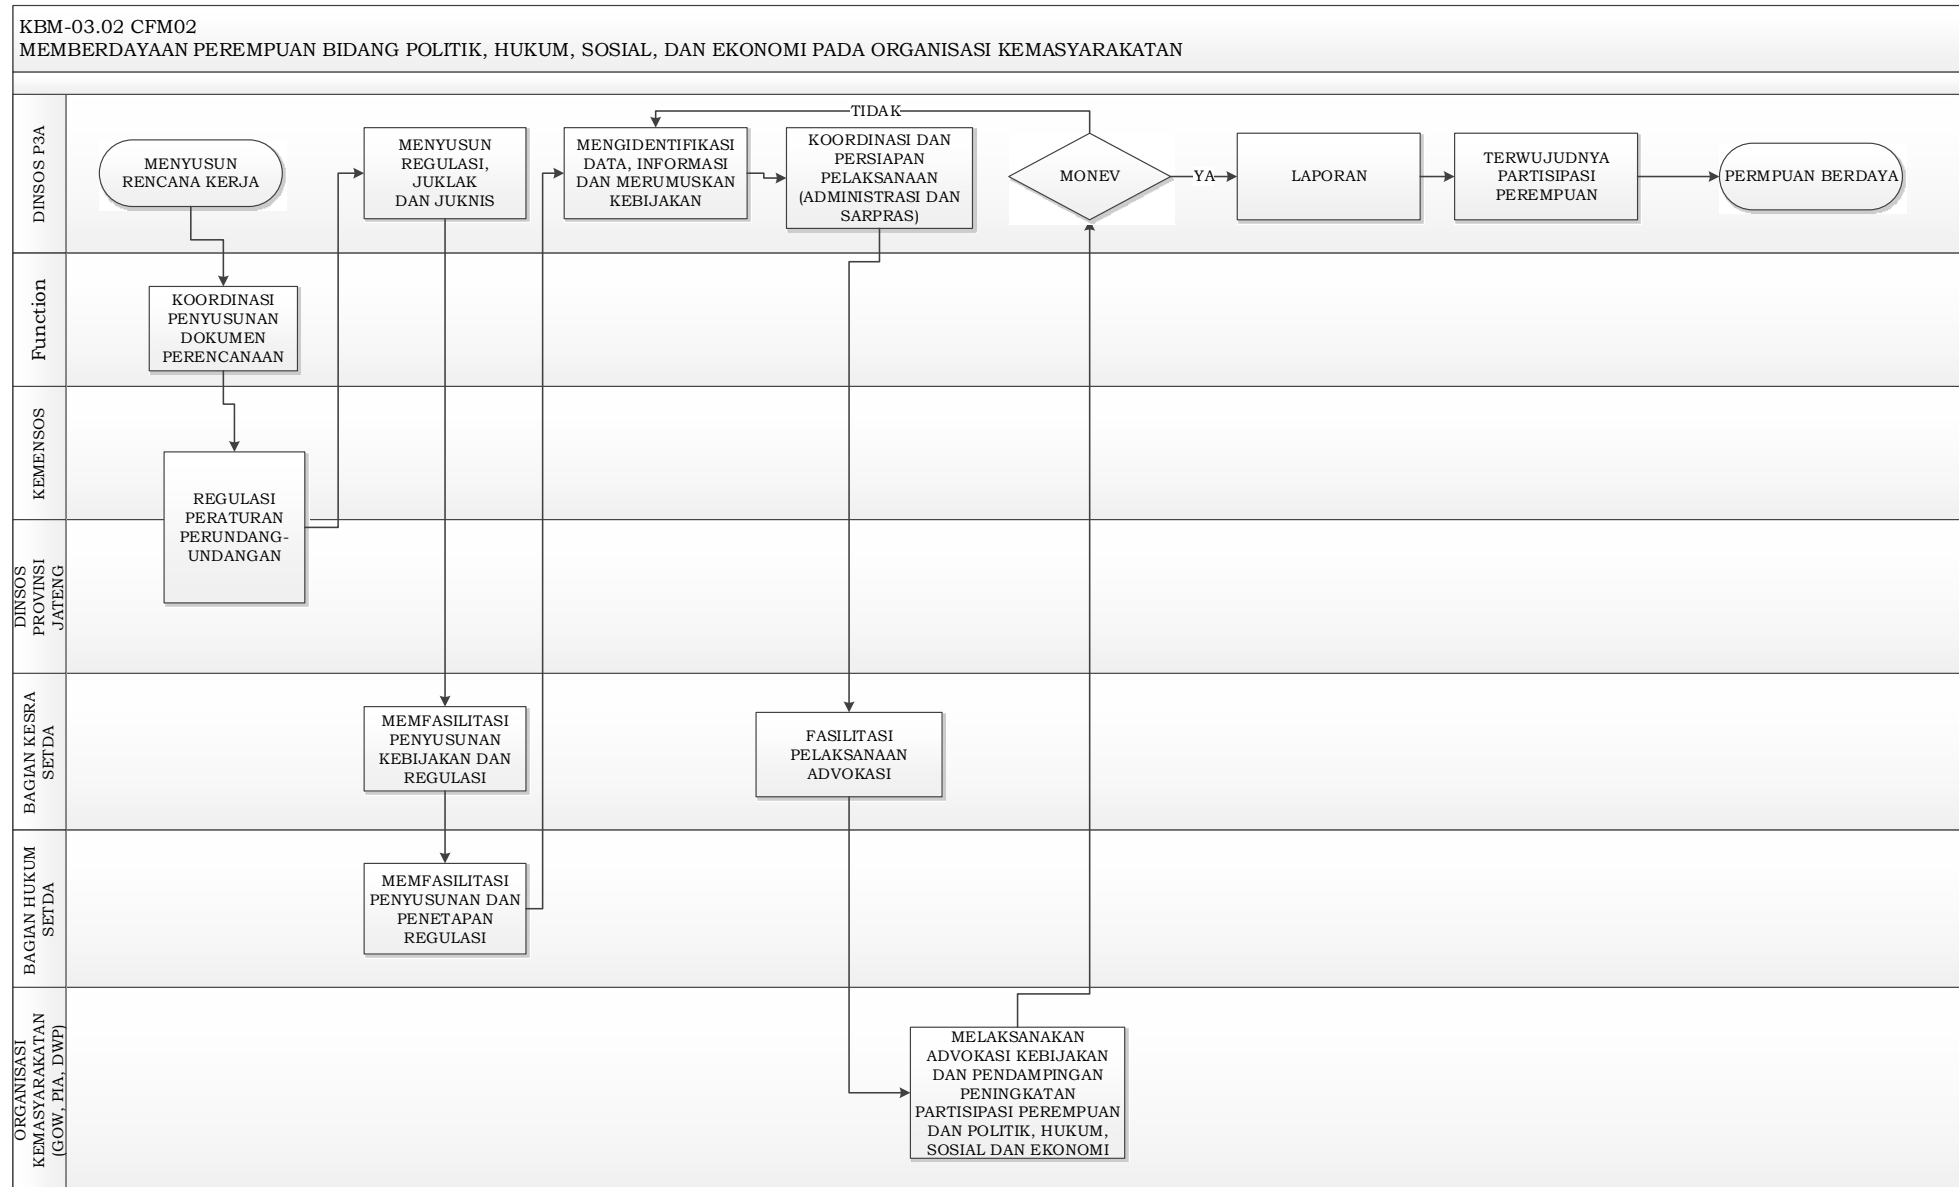 KBM-03.02 CFM02
MEMBERDAYAAN PEREMPUAN BIDANG POLITIK, HUKUM, SOSIAL, DAN EKONOMI PADA ORGANISASI KEMASYARAKATAN
DINSOS P3A
MENYUSUN
RENCANA KERJA
MENYUSUN
REGULASI,
JUKLAK
DAN JUKNIS
MENGIDENTIFIKASI
DATA, INFORMASI
DAN MERUMUSKAN
KEBIJAKAN
TIDAK
KOORDINASI DAN
PERSIAPAN
PELAKSANAAN
(ADMINISTRASI DAN
SARPRAS)
MONEV
YA
LAPORAN
TERWUJUDNYA
PARTISIPASI
PEREMPUAN
PERMPUAN BERDAYA
Function
KOORDINASI
PENYUSUNAN
DOKUMEN
PERENCANAAN
KEMENSOS
REGULASI
PERATURAN
PERUNDANG-
UNDANGAN
DINSOS
PROVINSI
JATENG
BAGIAN KESRA
SETDA
MEMFASILITASI
PENYUSUNAN
KEBIJAKAN DAN
REGULASI
FASILITASI
PELAKSANAAN
ADVOKASI
BAGIAN HUKUM
SETDA
MEMFASILITASI
PENYUSUNAN DAN
PENETAPAN
REGULASI
ORGANISASI
KEMASYARAKATAN
(GOW, PIA, DWP)
MELAKSANAKAN
ADVOKASI KEBIJAKAN
DAN PENDAMPINGAN
PENINGKATAN
PARTISIPASI PEREMPUAN
DAN POLITIK, HUKUM,
SOSIAL DAN EKONOMI